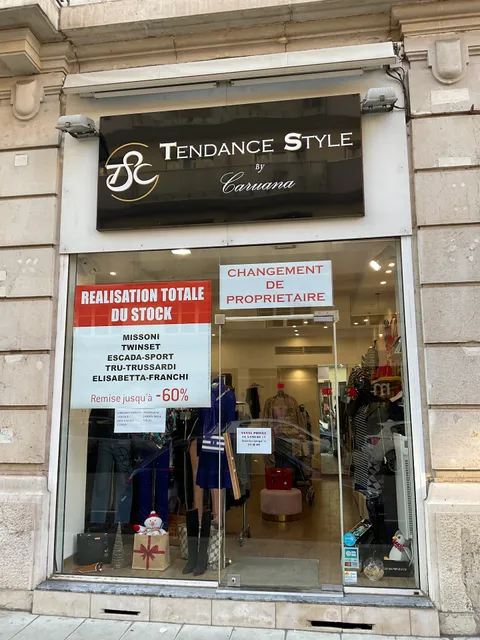 TSC
TENDANCE STYLE
BY
Caruana
CHANGEMENT
DE
PROPRIETAIRE
REALISATION TOTALE
DU STOCK
MISSONI
TWINSET
ESCADA-SPORT
TRU-TRUSSARDI
ELISABETTA-FRANCHI
Remise jusqu'à -60%